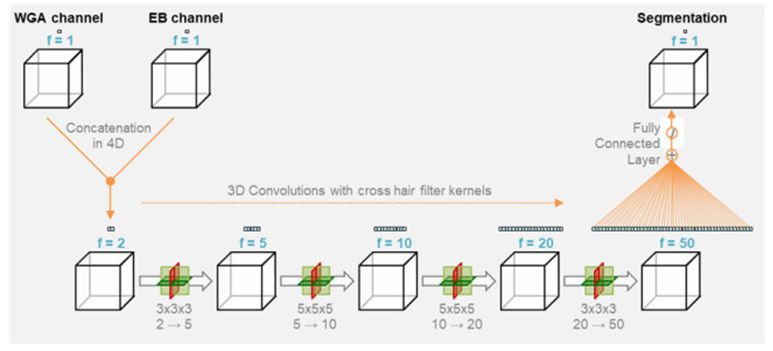 WGA channel
f = 1
EB channel
f = 1
Segmentation
f = 1
Concatenation
in 4D
Fully
Connected
Layer
3D Convolutions with cross hair filter kernels
f = 2
f = 5
f = 10
f = 20
f = 50
3x3x3
2 → 5
5x5x5
5 → 10
5x5x5
10 → 20
3x3x3
20 → 50